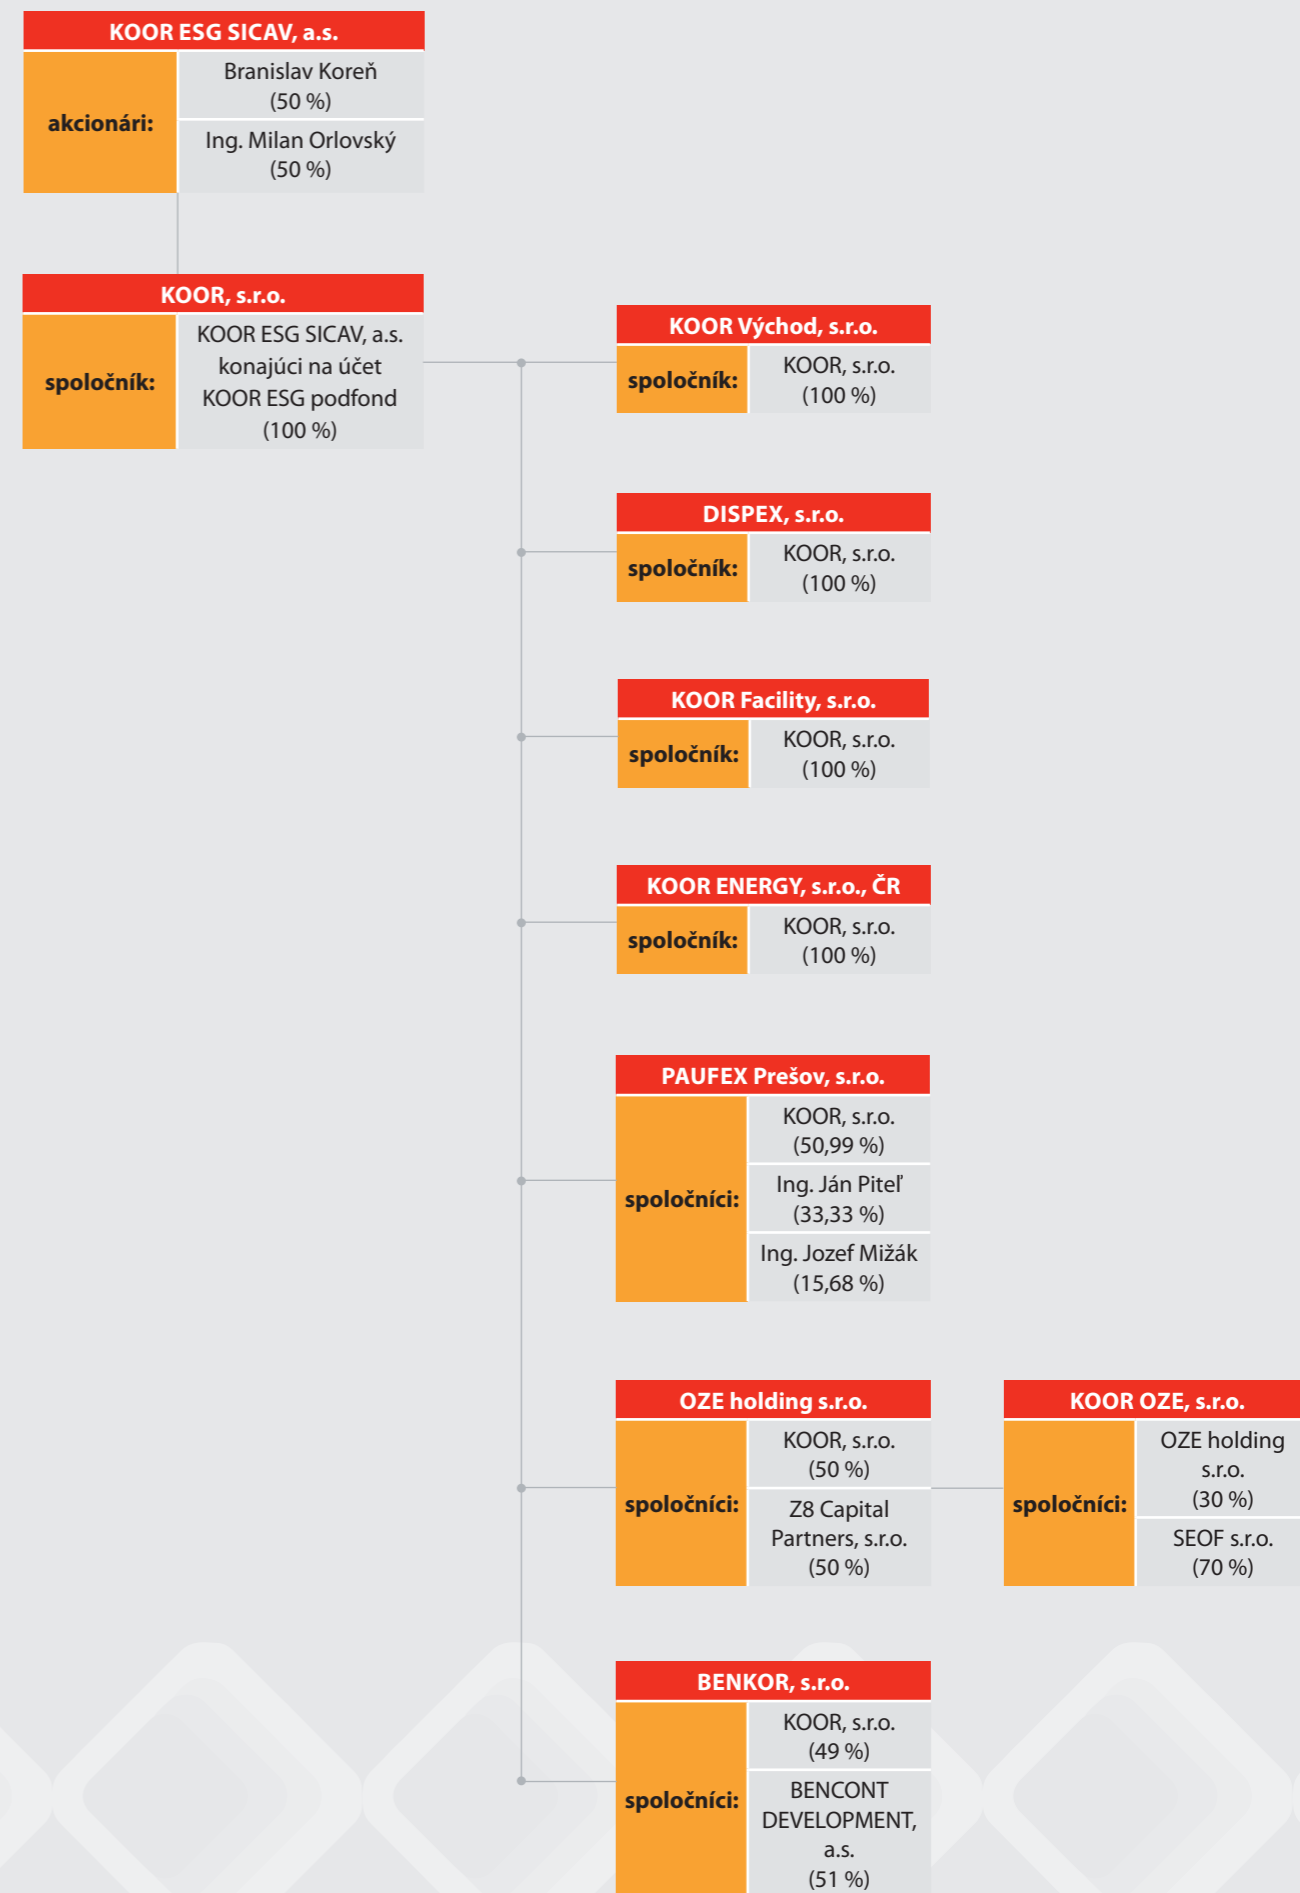 KOOR ESG SICAV, a.s.
akcionári:
Branislav Koreň
(50 %)
Ing. Milan Orlovský
(50 %)
KOOR, s.r.o.
spoločník:
KOOR ESG SICAV, a.s.
konajúci na účet
KOOR ESG podfond
(100 %)
KOOR Východ, s.r.o.
spoločník:
KOOR, s.r.o.
(100 %)
DISPEX, s.r.o.
spoločník:
KOOR, s.r.o.
(100 %)
KOOR Facility, s.r.o.
spoločník:
KOOR, s.r.o.
(100 %)
KOOR ENERGY, s.r.o., ČR
spoločník:
KOOR, s.r.o.
(100 %)
PAUFEX Prešov, s.r.o.
spoločníci:
KOOR, s.r.o.
(50,99 %)
Ing. Ján Piteľ
(33,33 %)
Ing. Jozef Mižák
(15,68 %)
OZE holding s.r.o.
spoločníci:
KOOR, s.r.o.
(50 %)
Z8 Capital
Partners, s.r.o.
(50 %)
KOOR OZE, s.r.o.
spoločníci:
OZE holding
s.r.o.
(30 %)
SEOF s.r.o.
(70 %)
BENKOR, s.r.o.
spoločníci:
KOOR, s.r.o.
(49 %)
BENCONT
DEVELOPMENT,
a.s.
(51 %)